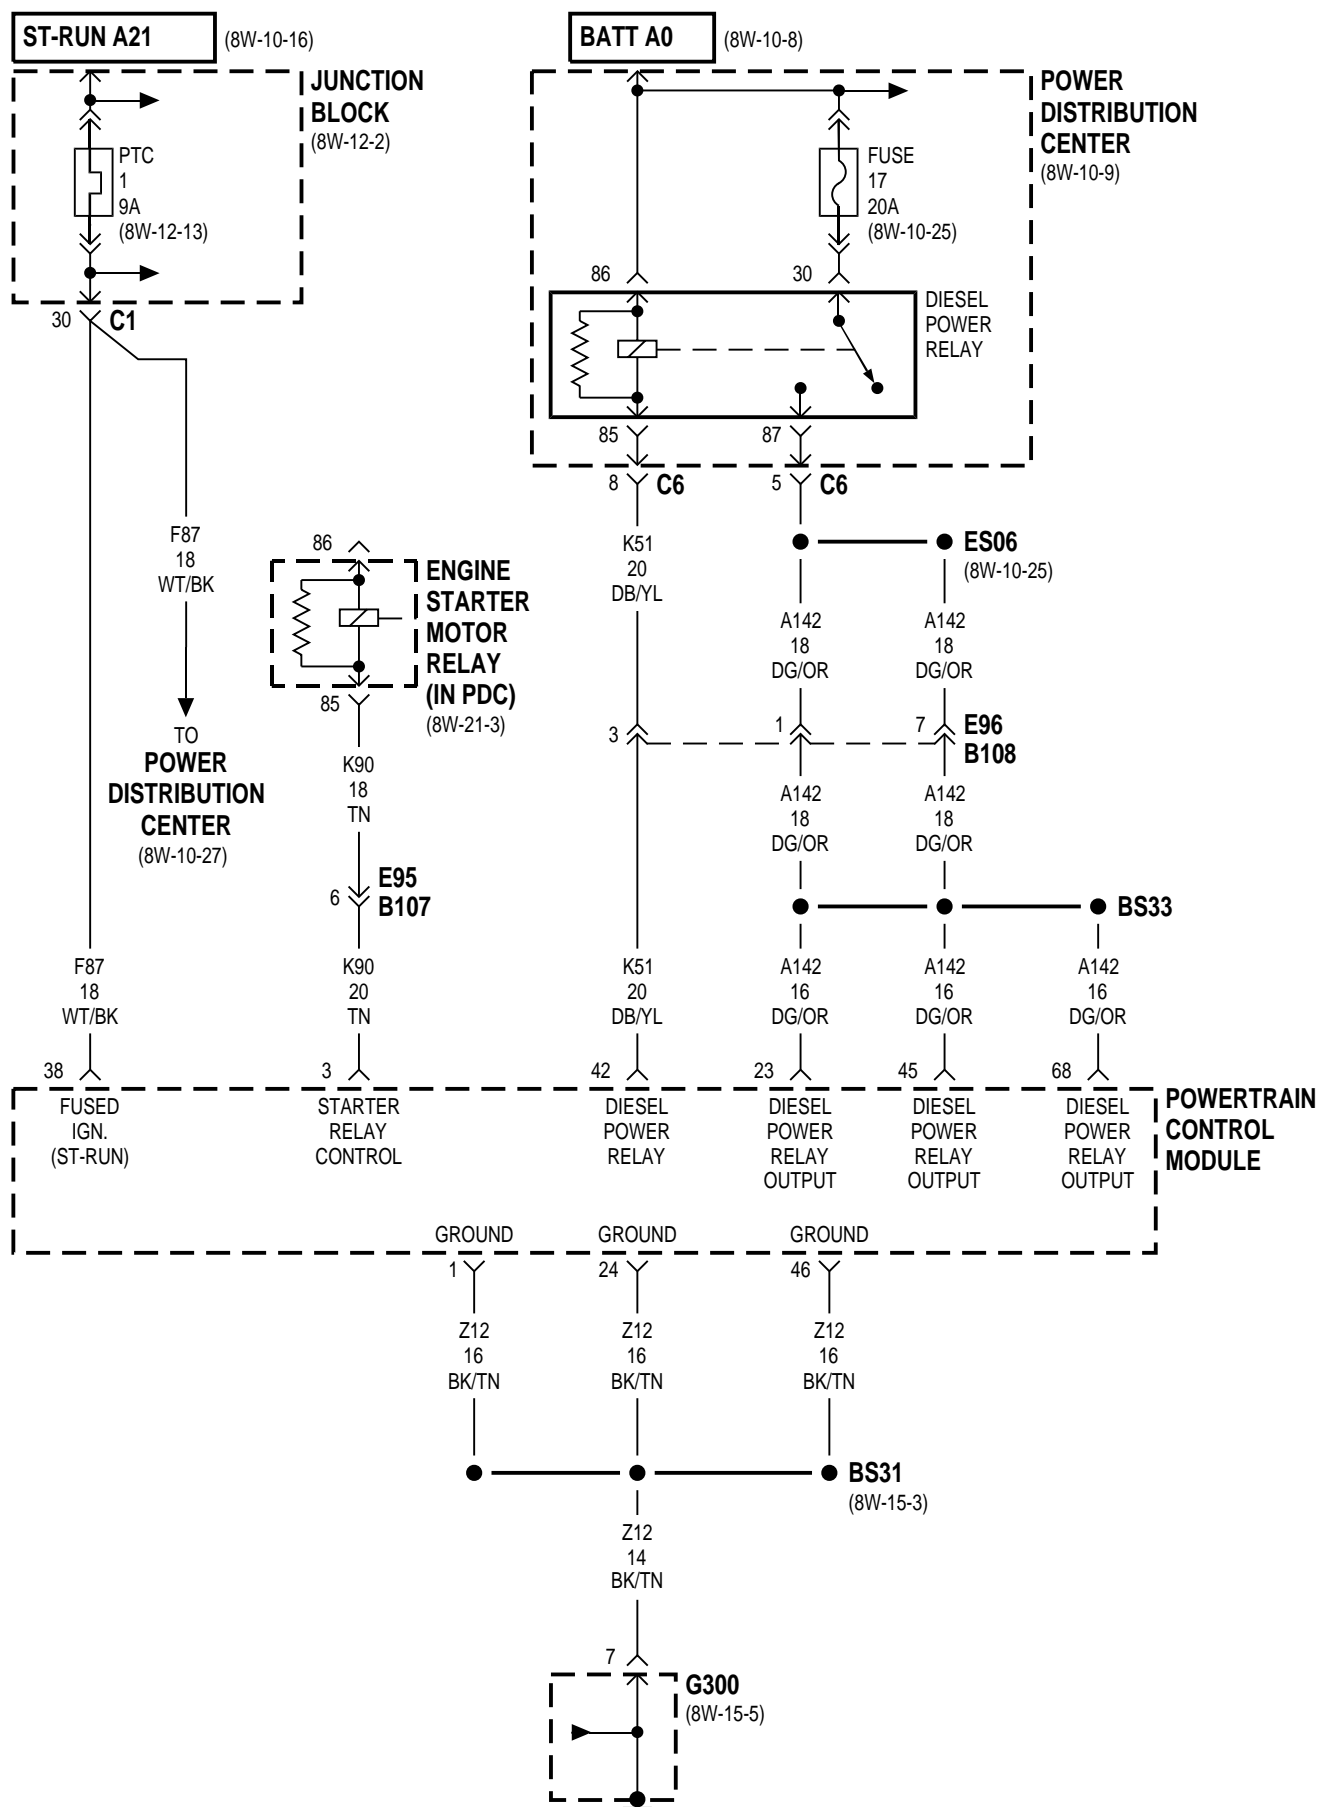 ST-RUN A21
(8W-10-16)
BATT A0
(8W-10-8)
JUNCTION
BLOCK
(8W-12-2)
POWER
DISTRIBUTION
CENTER
(8W-10-9)
PTC
1
9A
(8W-12-13)
FUSE
17
20A
(8W-10-25)
86
30
DIESEL
POWER
RELAY
30
C1
85
87
8
C6
5
C6
F87
18
WT/BK
86
ENGINE
STARTER
MOTOR
RELAY
(IN PDC)
(8W-21-3)
85
K51
20
DB/YL
ES06
(8W-10-25)
A142
18
DG/OR
A142
18
DG/OR
TO
POWER
DISTRIBUTION
CENTER
(8W-10-27)
K90
18
TN
3
1
7
E96
B108
A142
18
DG/OR
A142
18
DG/OR
6
E95
B107
BS33
F87
18
WT/BK
K90
20
TN
K51
20
DB/YL
A142
16
DG/OR
A142
16
DG/OR
A142
16
DG/OR
38
3
42
23
45
68
FUSED
IGN.
(ST-RUN)
STARTER
RELAY
CONTROL
DIESEL
POWER
RELAY
DIESEL
POWER
RELAY
OUTPUT
DIESEL
POWER
RELAY
OUTPUT
DIESEL
POWER
RELAY
OUTPUT
POWERTRAIN
CONTROL
MODULE
GROUND
GROUND
GROUND
1
24
46
Z12
16
BK/TN
Z12
16
BK/TN
Z12
16
BK/TN
BS31
(8W-15-3)
Z12
14
BK/TN
7
G300
(8W-15-5)